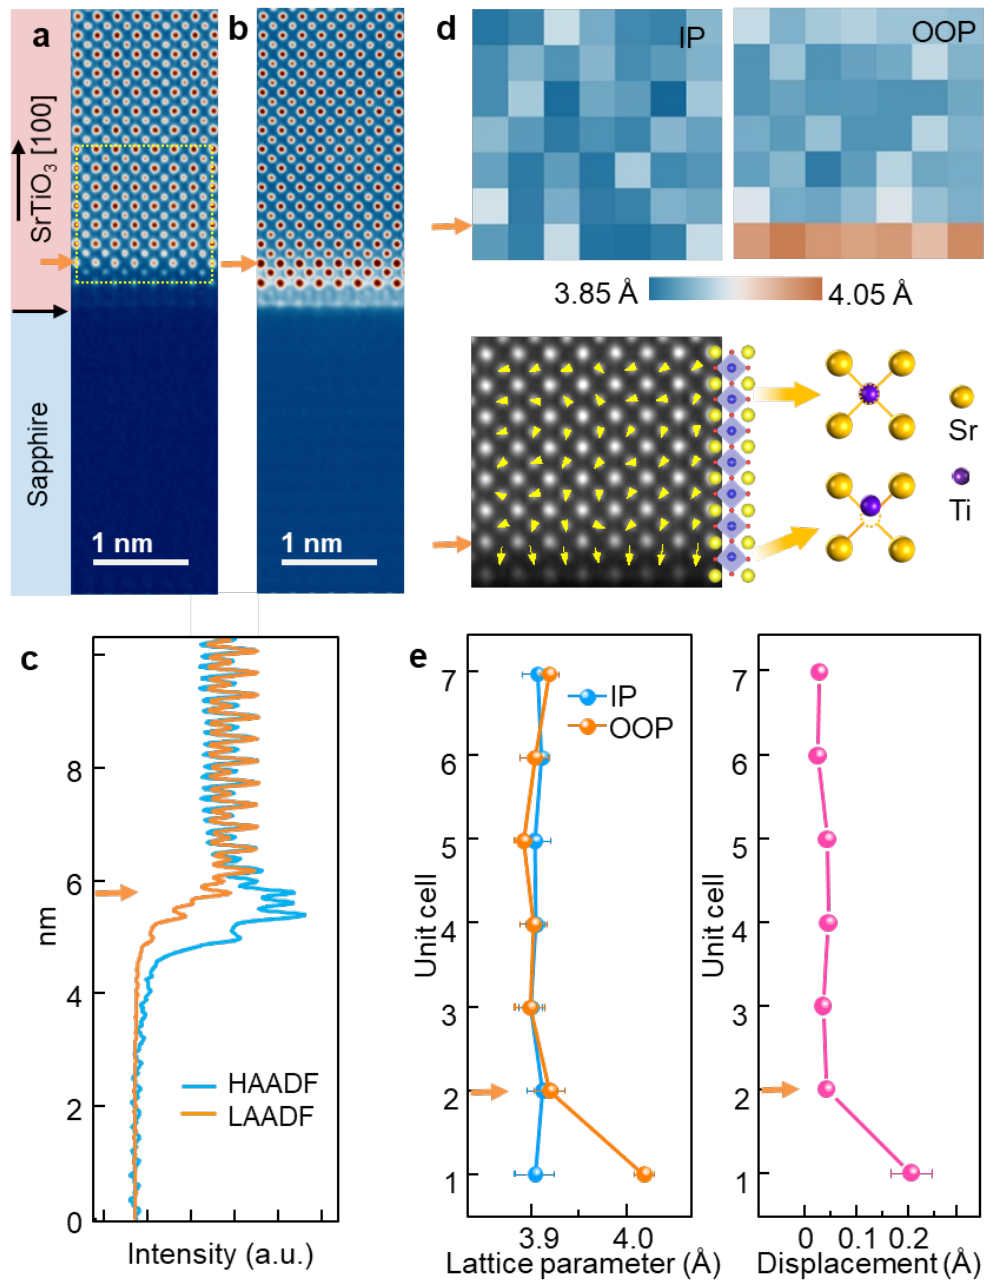 a
b
d
SrTiO3 [100]
Sapphire
1 nm
1 nm
IP
OOP
3.85 Å
4.05 Å
Sr
Ti
c
8
6
4
2
0
nm
HAADF
LAADF
Intensity (a.u.)
e
7
6
5
4
3
2
1
Unit cell
IP
OOP
3.9
4.0
Lattice parameter (Å)
7
6
5
4
3
2
1
Unit cell
0
0.1
0.2
Displacement (Å)